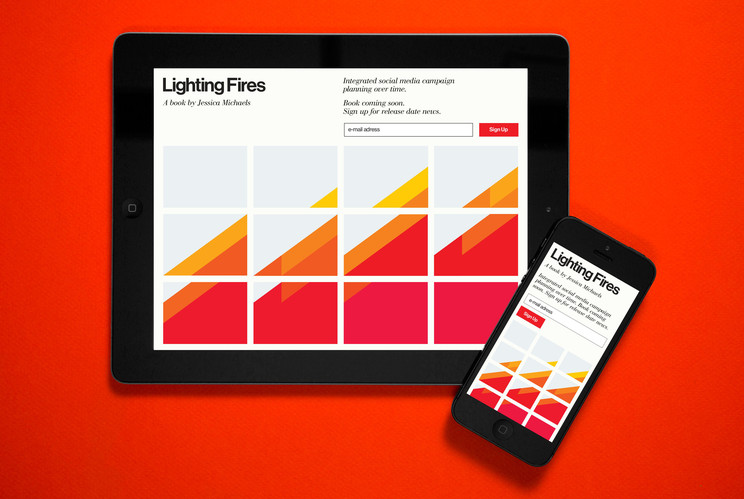 Lighting Fires
A book by Jessica Michaels
Integrated social media campaign
planning over time.
Book coming soon.
Sign up for release date news.
e-mail adress
Sign Up
Lighting Fires
A book by Jessica Michaels
Integrated social media campaign
planning over time. Book coming
soon. Sign up for release date news.
e-mail adress
Sign Up